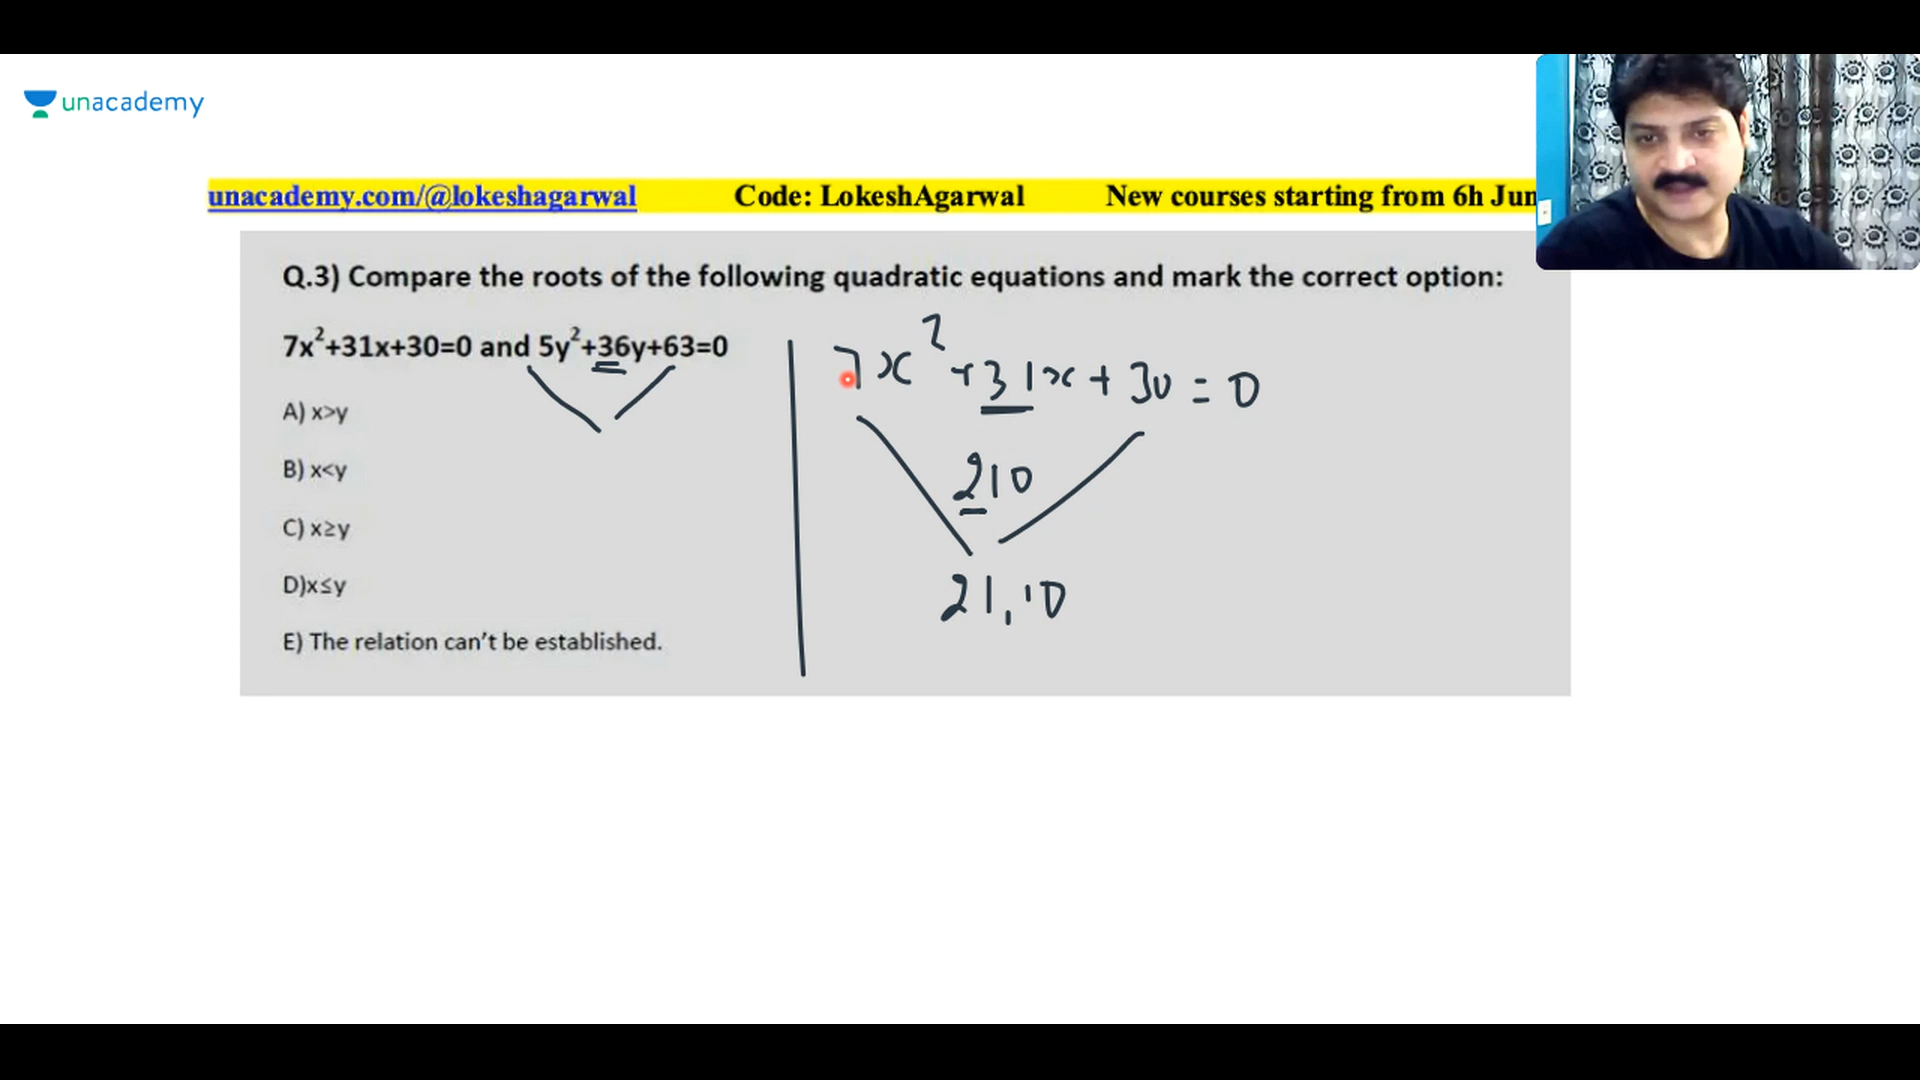 unacademy
unacademy.com/@lokeshagarwal Code: LokeshAgarwal New courses starting from 6h Jun
Q.3) Compare the roots of the following quadratic equations and mark the correct option:
7x²+31x+30=0 and 5y²+36y+63=0
A) x>y
B) x<y
C) x≥y
D)x≤y
E) The relation can't be established.
7x² +31x + 30 = 0
210
21, 10